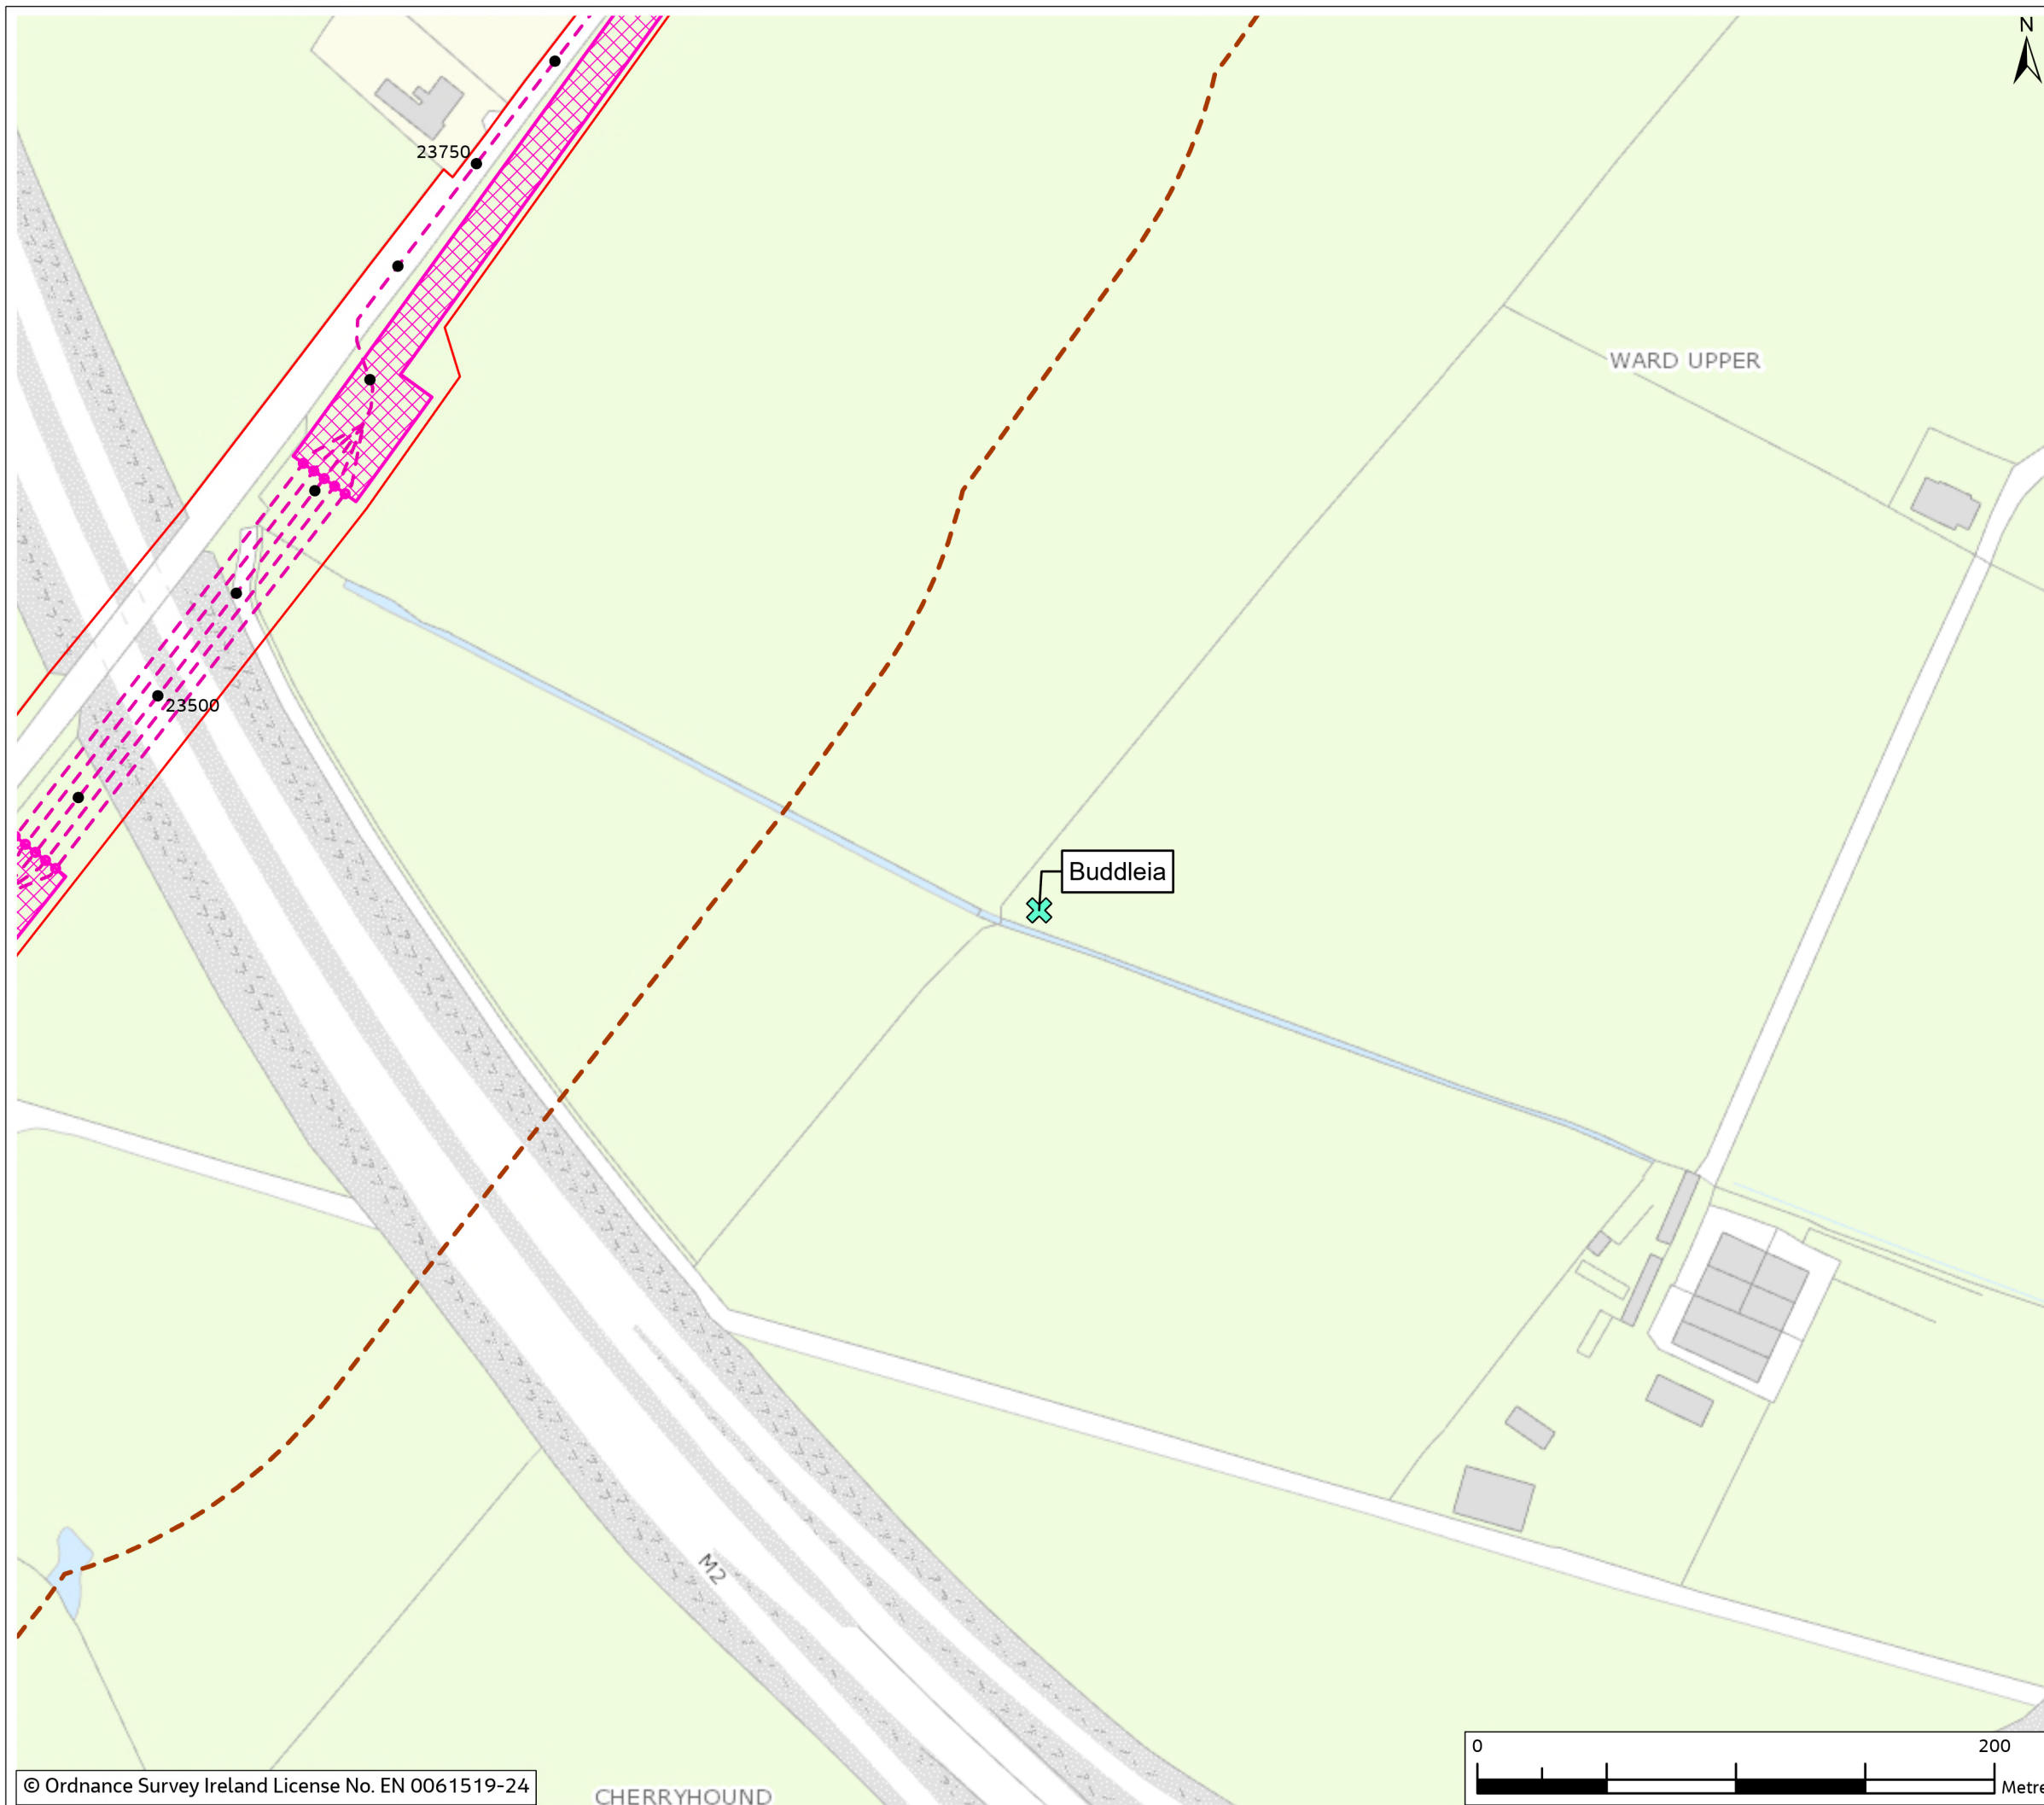 N
23750
WARD UPPER
23500
Buddleia
M2
0 200
Metre
© Ordnance Survey Ireland License No. EN 0061519-24
CHERRYHOUND